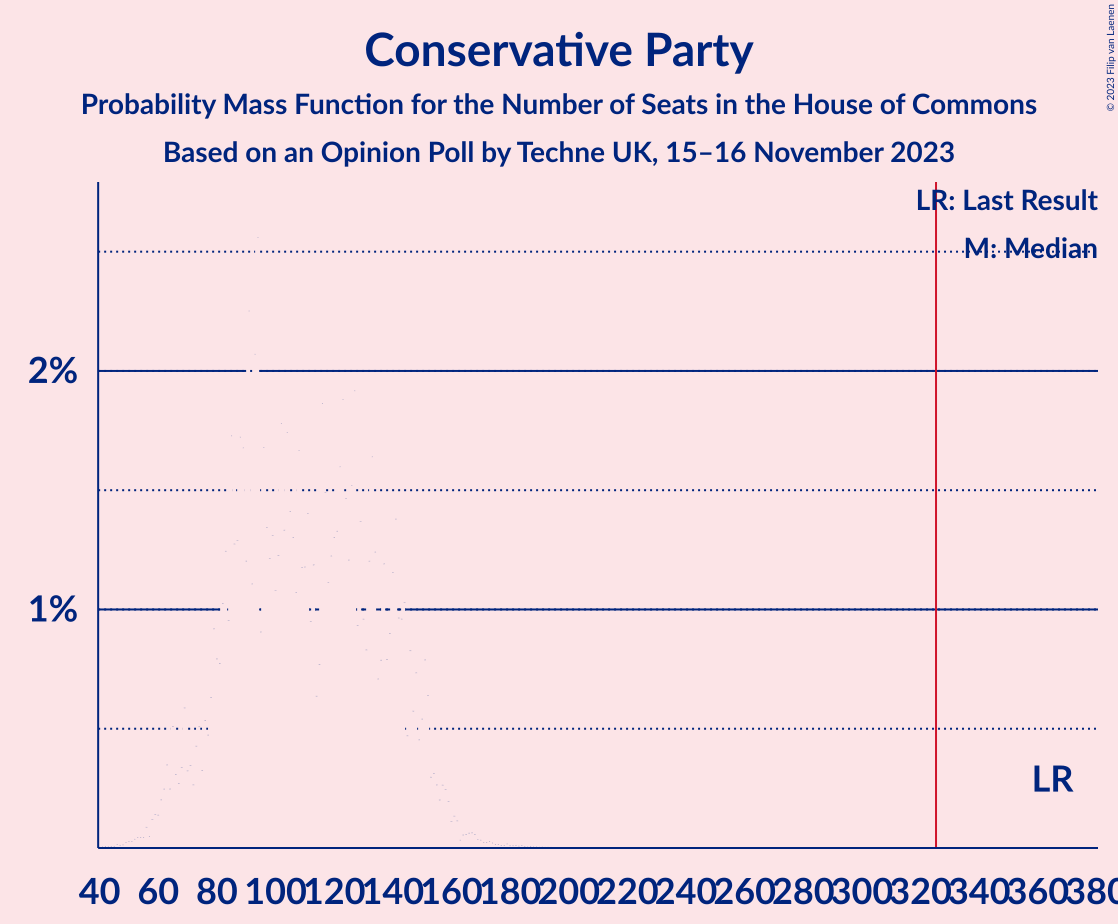 Conservative Party
Probability Mass Function for the Number of Seats in the House of Commons
Based on an Opinion Poll by Techne UK, 15–16 November 2023
© 2023 Filip van Laenen
LR: Last Result
M: Median
2%
1%
LR
40 60 80 100 120 140 160 180 200 220 240 260 280 300 320 340 360 380